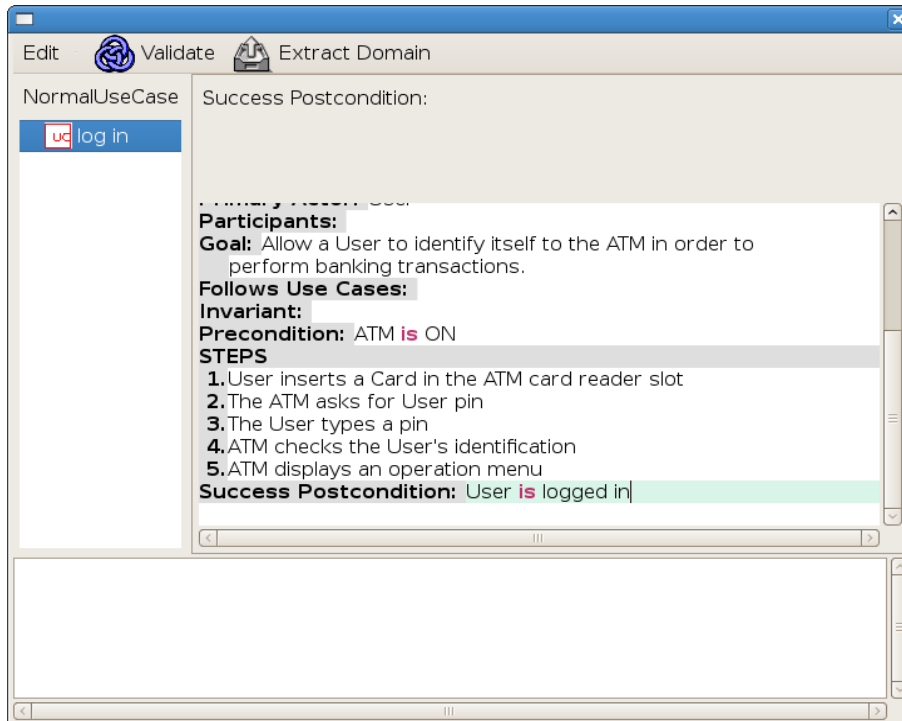 Edit Validate Extract Domain
NormalUseCase
UC log in
Success Postcondition:
Primary Actor: User
Participants:
Goal: Allow a User to identify itself to the ATM in order to
perform banking transactions.
Follows Use Cases:
Invariant:
Precondition: ATM is ON
STEPS
1. User inserts a Card in the ATM card reader slot
2. The ATM asks for User pin
3. The User types a pin
4. ATM checks the User's identification
5. ATM displays an operation menu
Success Postcondition: User is logged in